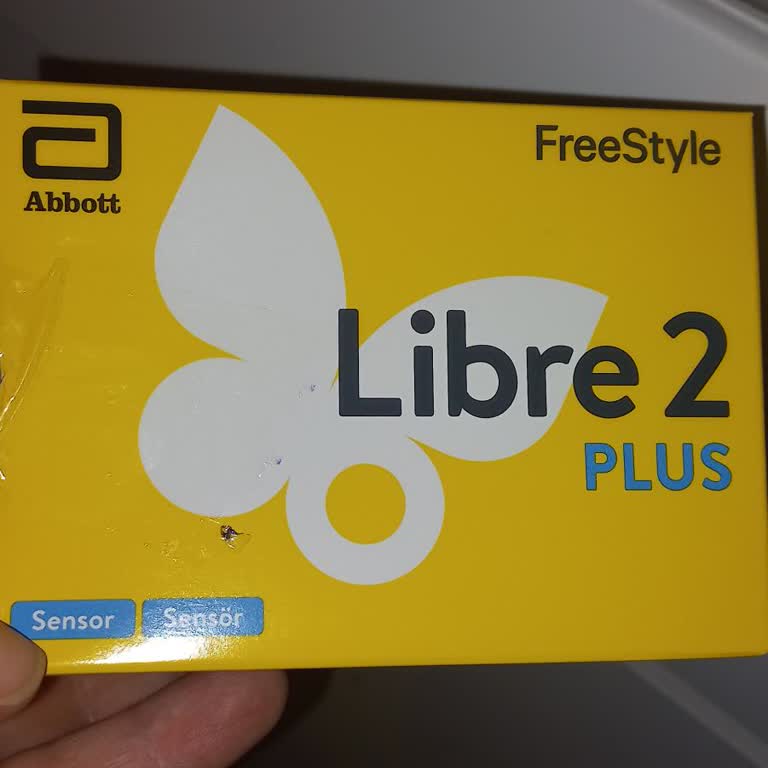 Abbott
FreeStyle
Libre 2
PLUS
Sensor
Sensör